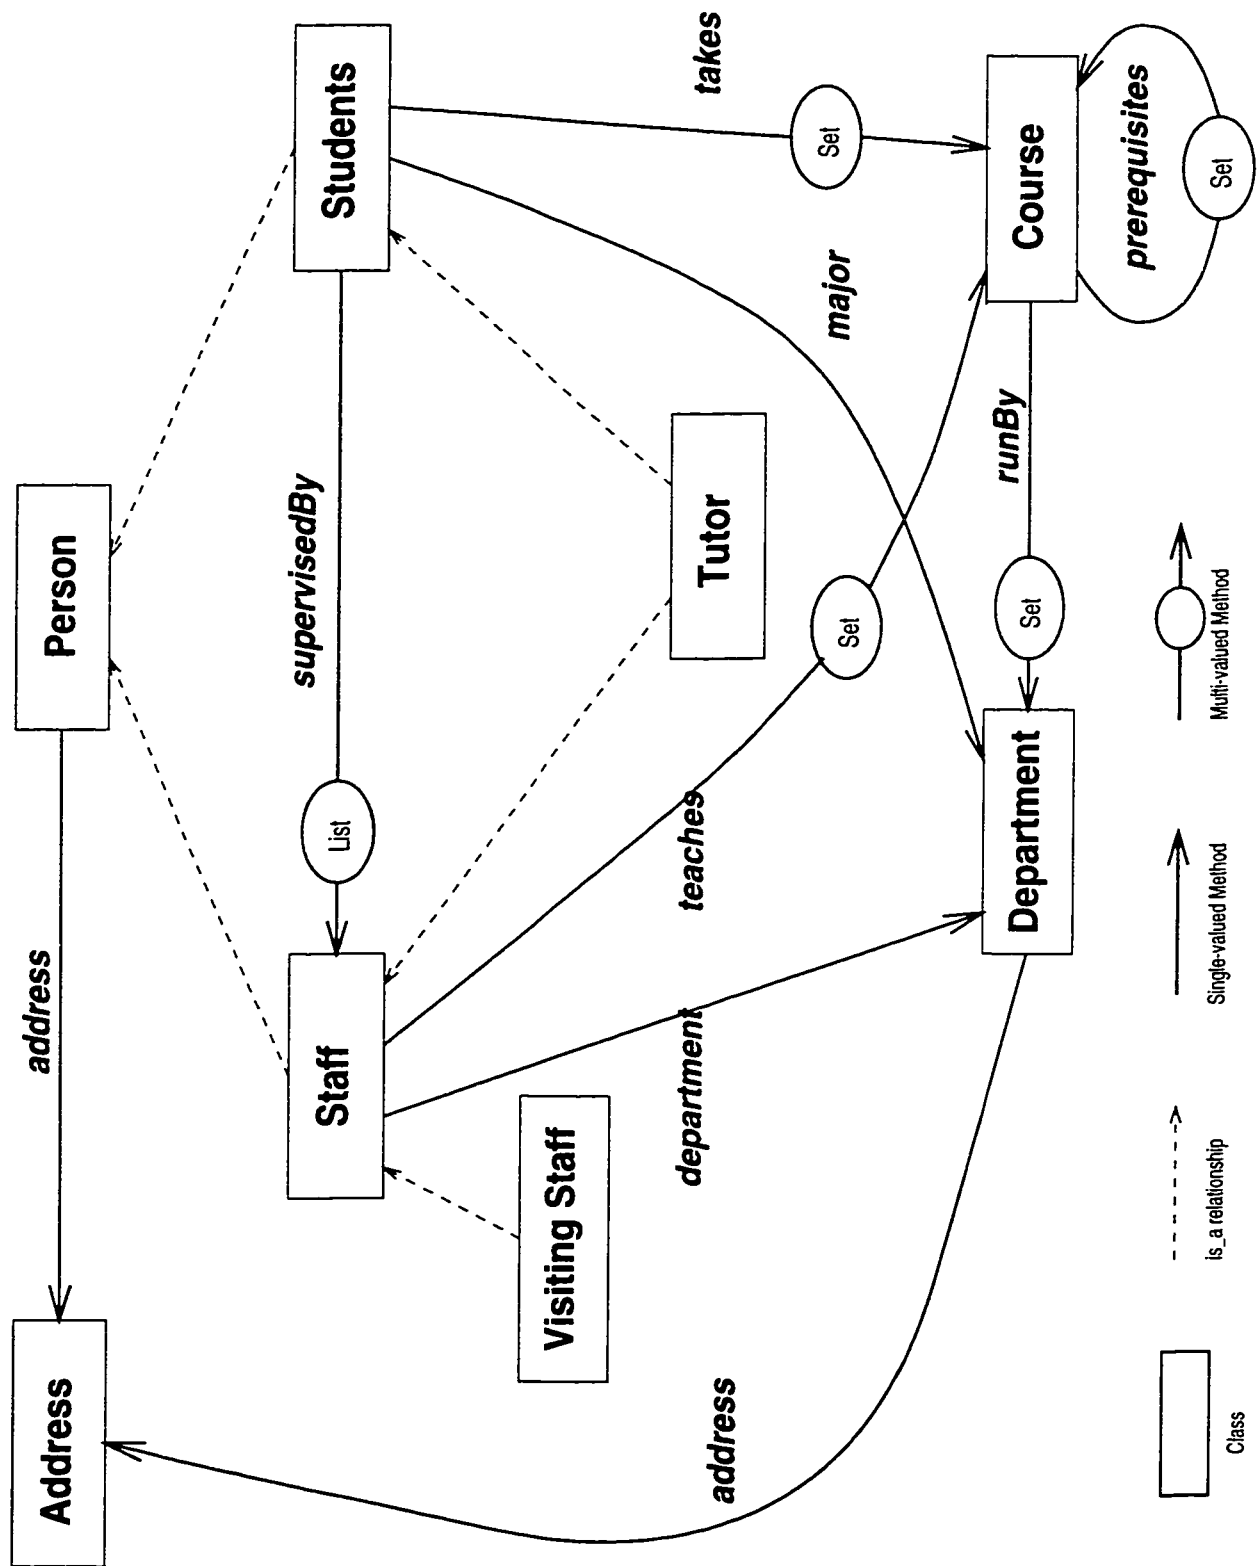 Address
address
Person
Staff
List
supervisedBy
Students
Visiting Staff
Tutor
department
teaches
major
takes
address
Set
Set
Department
Set
runBy
Course
prerequisites
Set
Class
is_a relationship
Single-valued Method
Multi-valued Method